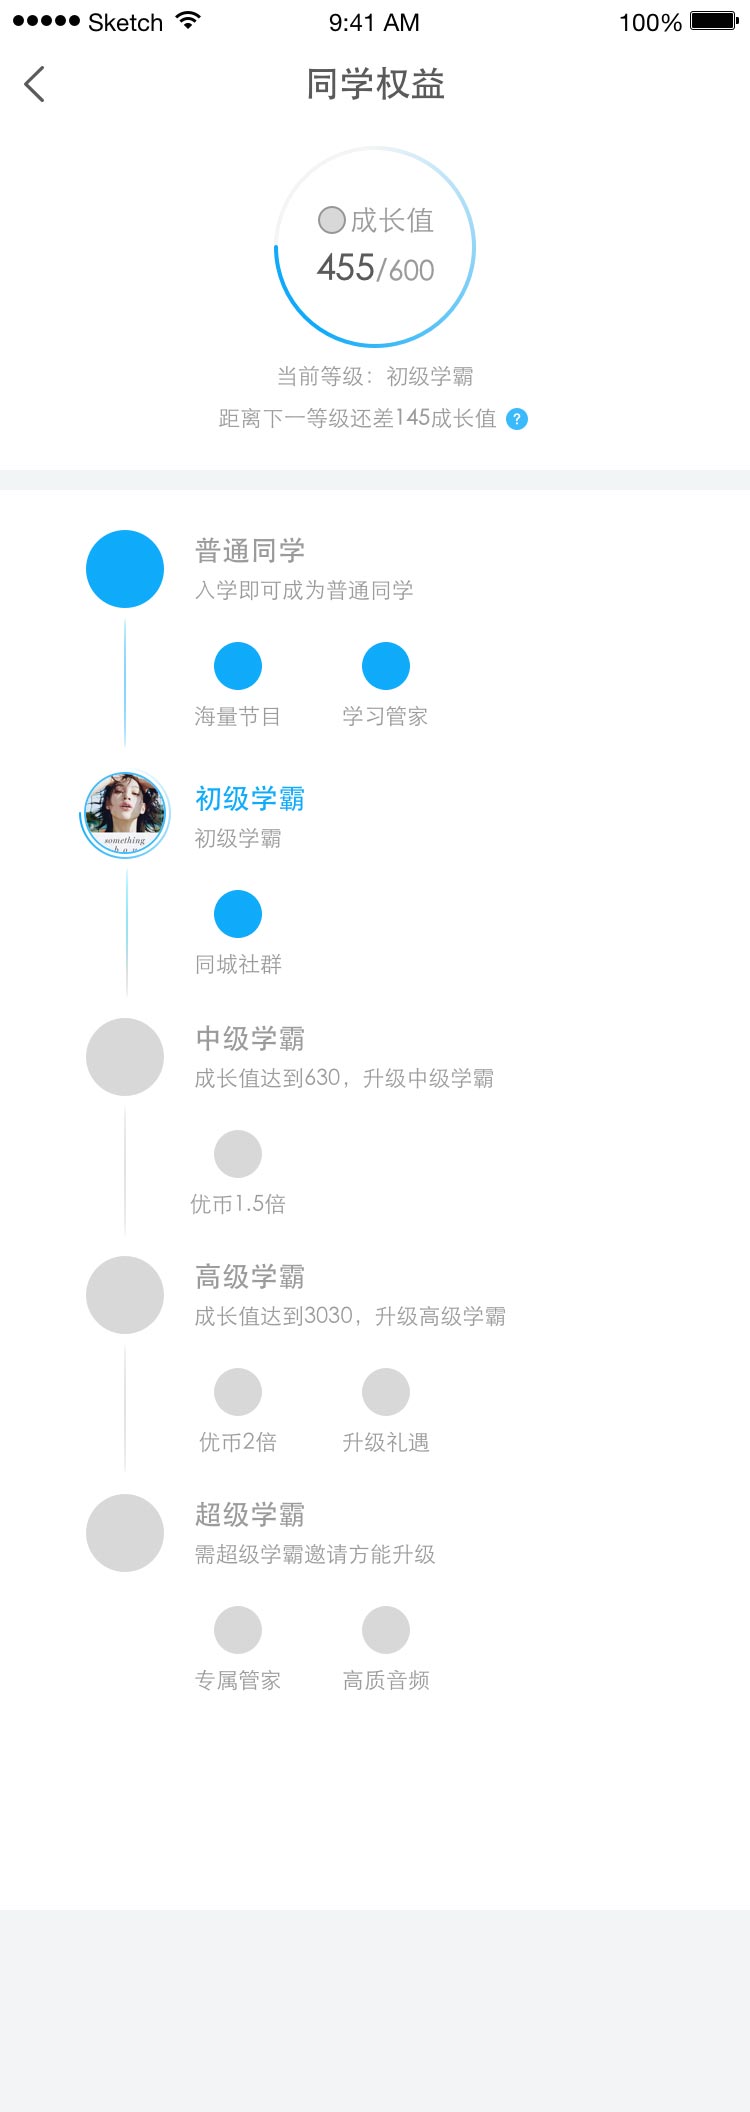 Sketch 9:41 AM 100%
同学权益
成长值
455/600
当前等级：初级学霸
距离下一等级还差145成长值 ?
普通同学
入学即可成为普通同学
海量节目 学习管家
初级学霸
something
初级学霸
同城社群
中级学霸
成长值达到630，升级中级学霸
优币1.5倍
高级学霸
成长值达到3030，升级高级学霸
优币2倍 升级礼遇
超级学霸
需超级学霸邀请方能升级
专属管家 高质音频